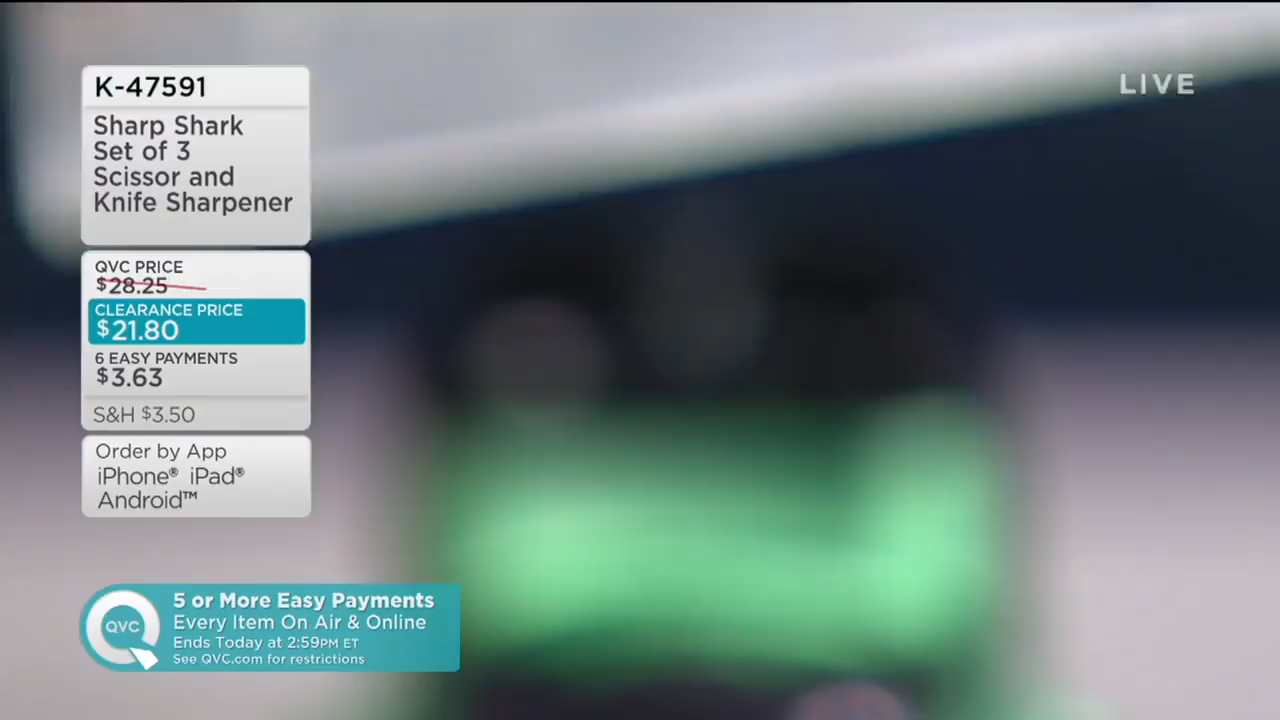 K-47591
Sharp Shark
Set of 3
Scissor and
Knife Sharpener
QVC PRICE
$28.25
CLEARANCE PRICE
$21.80
6 EASY PAYMENTS
$3.63
S&H $3.50
Order by App
iPhone® iPad®
Android™
LIVE
QVC
5 or More Easy Payments
Every Item On Air & Online
Ends Today at 2:59PM ET
See QVC.com for restrictions